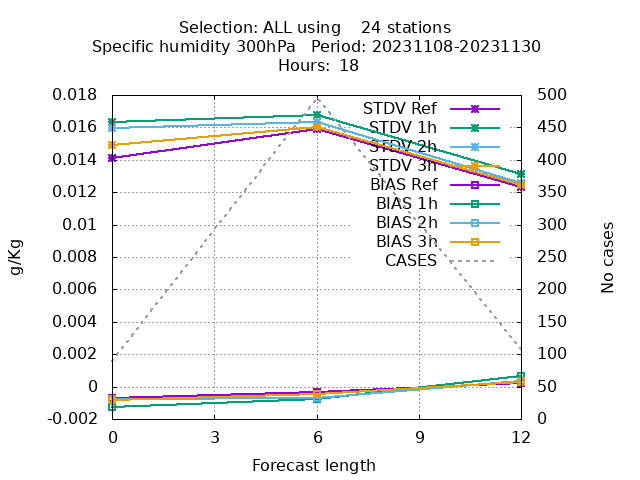 Selection: ALL using    24 stations
Specific humidity 300hPa   Period: 20231108-20231130
Hours:  18
0.018
0.016
0.014
0.012
0.01
0.008
0.006
0.004
0.002
0
-0.002
g/Kg
STDV Ref
STDV 1h
STDV 2h
STDV 3h
BIAS Ref
BIAS 1h
BIAS 2h
BIAS 3h
CASES
500
450
400
350
300
250
200
150
100
50
0
No cases
0 3 6 9 12
Forecast length